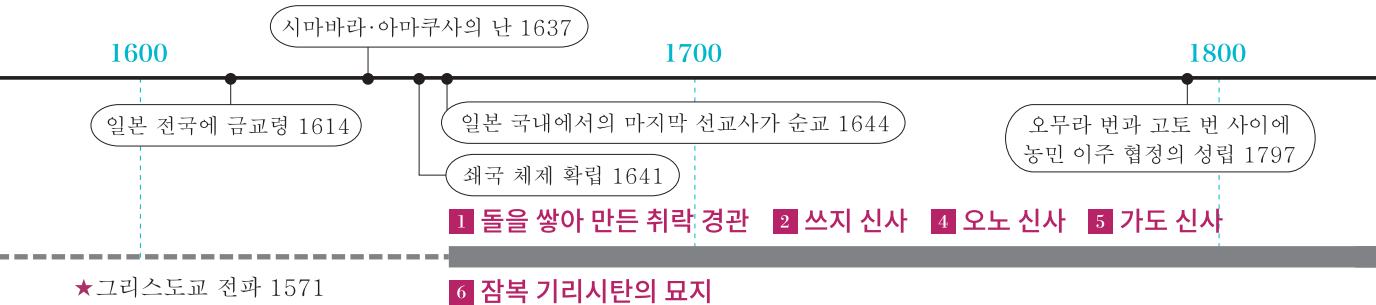 시마바라·아마쿠사의 난 1637
1600
1700
1800
일본 전국에 금교령 1614
일본 국내에서의 마지막 선교사가 순교 1644
오무라 번과 고토 번 사이에
농민 이주 협정의 성립 1797
쇄국 체제 확립 1641
1 돌을 쌓아 만든 취락 경관 2 쓰지 신사 4 오노 신사 5 가도 신사
★그리스도교 전파 1571
6 잠복 기리시탄의 묘지